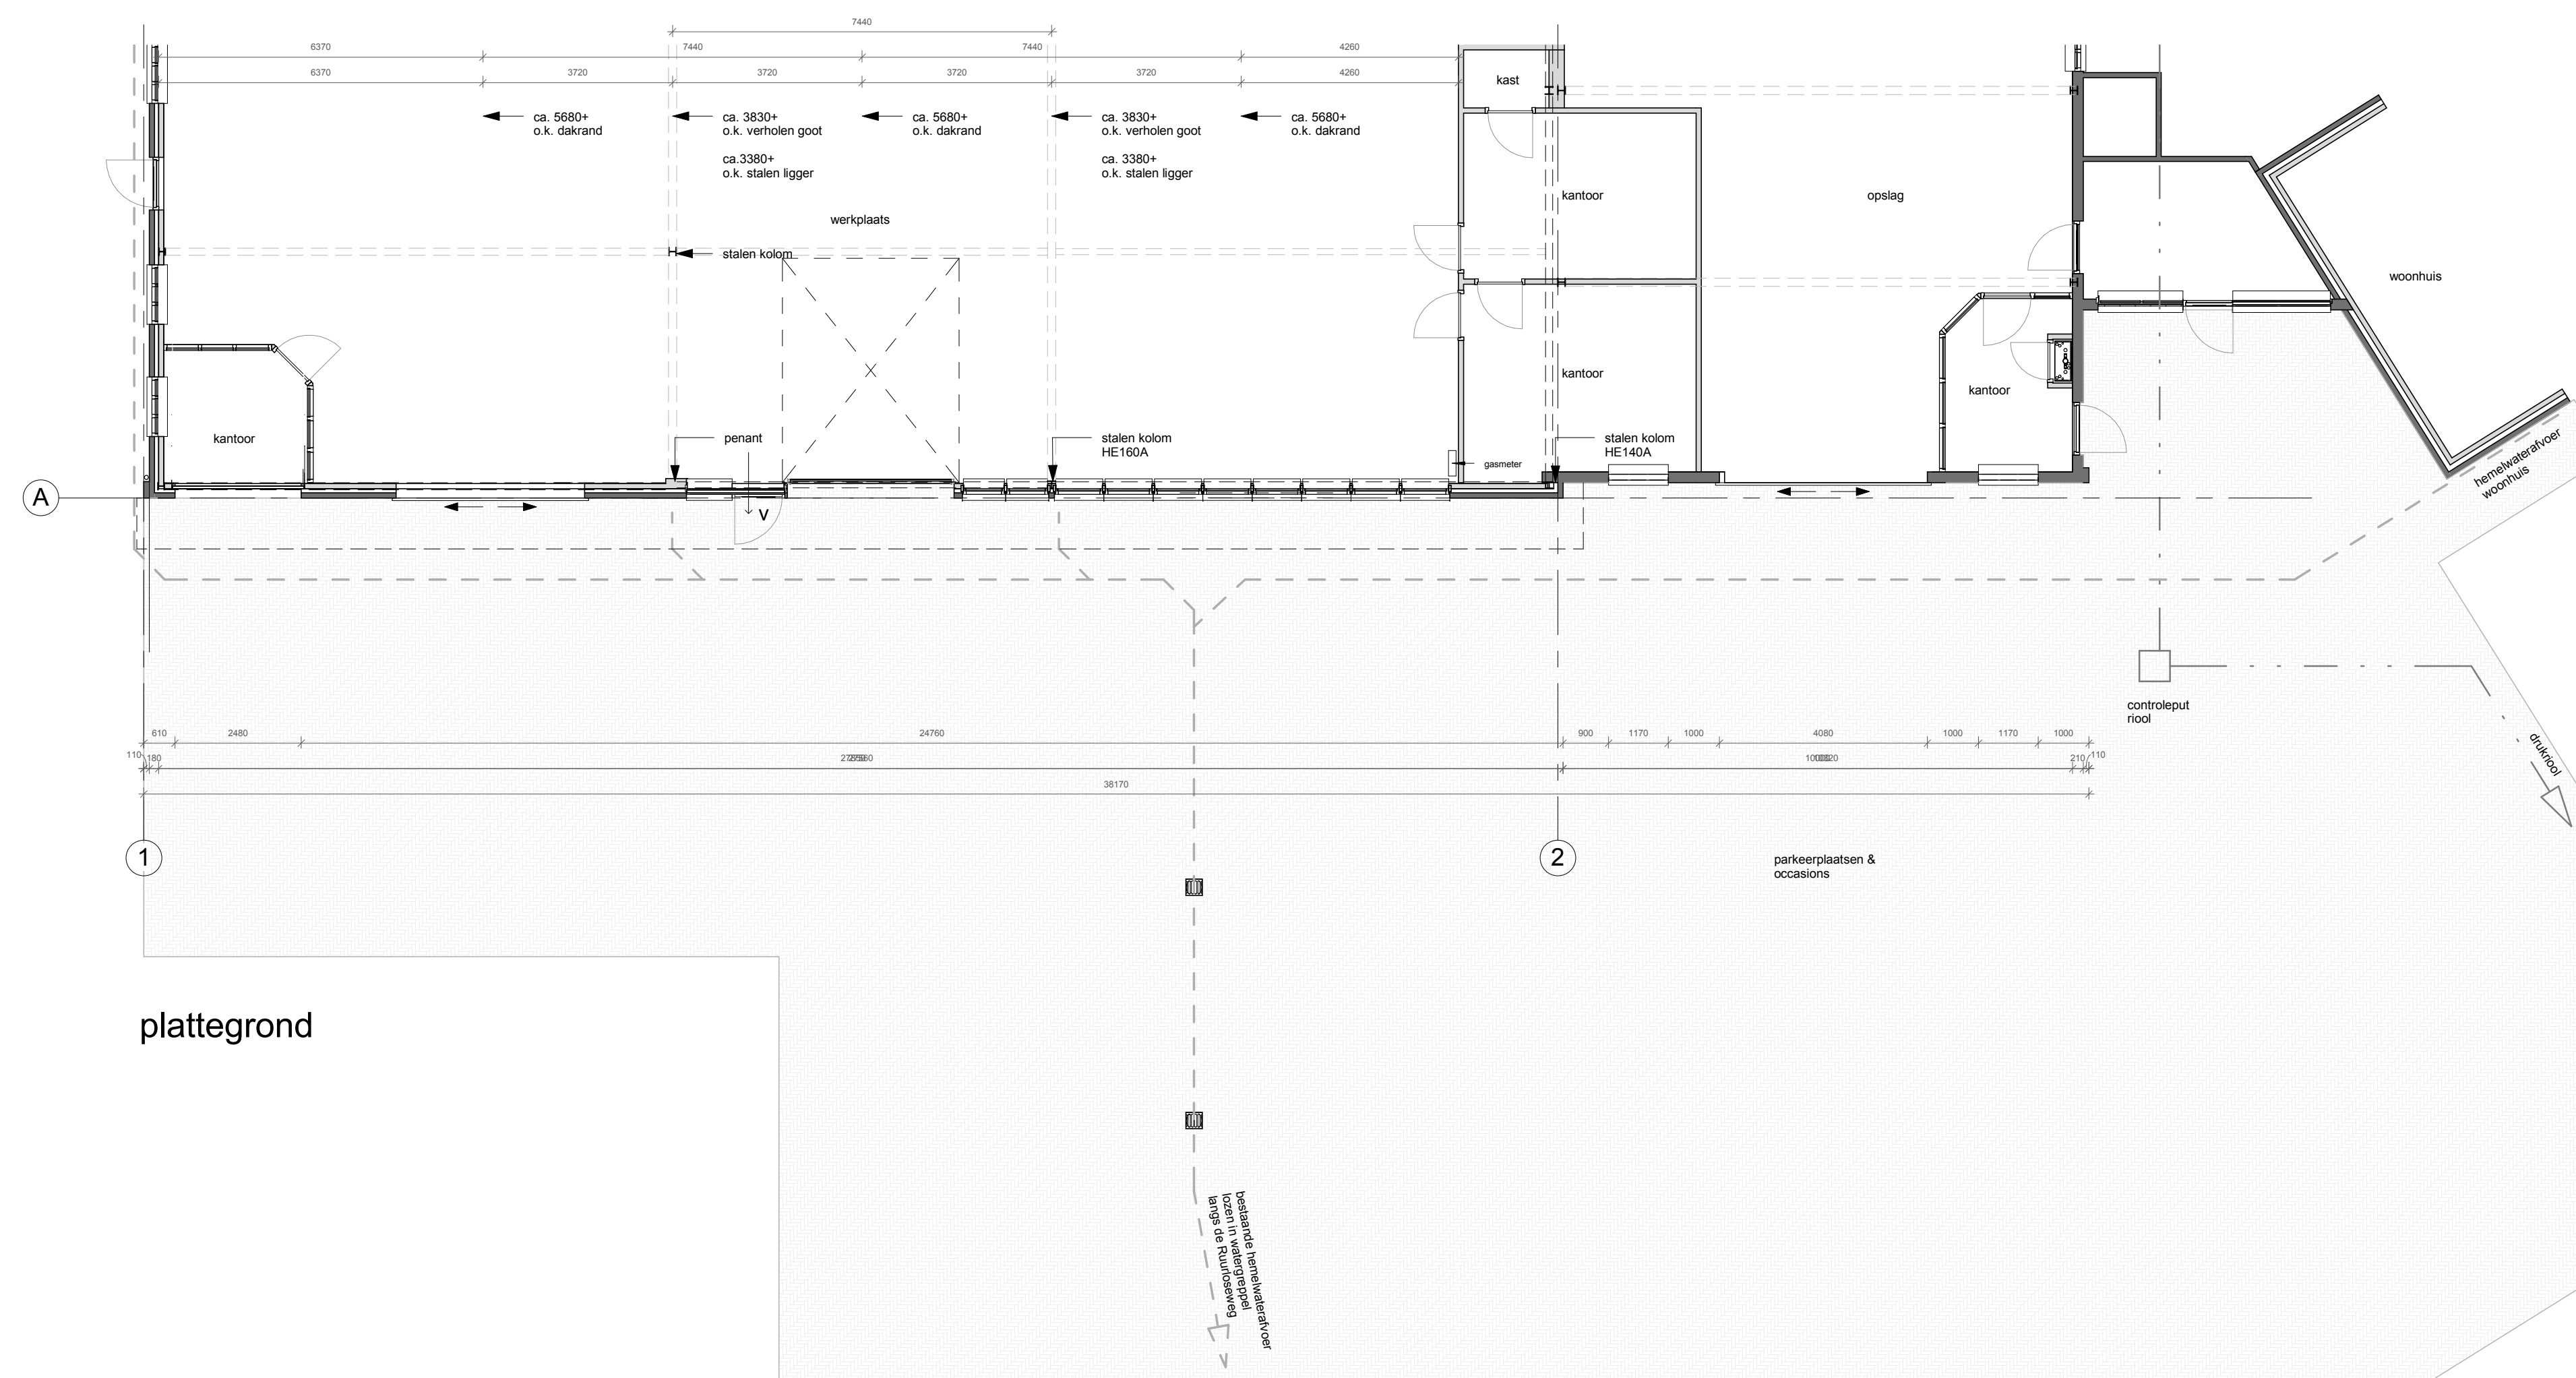 7440
6370
7440
7440
4260
6370
3720
3720
3720
3720
4260
kast
ca. 5680+
o.k. dakrand
ca. 3830+
o.k. verholen goot
ca. 5680+
o.k. dakrand
ca. 3830+
o.k. verholen goot
ca. 5680+
o.k. dakrand
ca.3380+
o.k. stalen ligger
ca. 3380+
o.k. stalen ligger
kantoor
opslag
werkplaats
stalen kolom
woonhuis
kantoor
kantoor
kantoor
penant
stalen kolom
HE160A
stalen kolom
HE140A
gasmeter
hemelwaterafvoer
woonhuis
A
V
controleput
riool
drukriool
610
2480
24760
900
1170
1000
4080
1000
1170
1000
110
180
210
110
38170
1
2
parkeerplaatsen &
occasions
plattegrond
bestaande hemelwaterafvoer
lozen in watergreppel
langs de Ruurloseweg